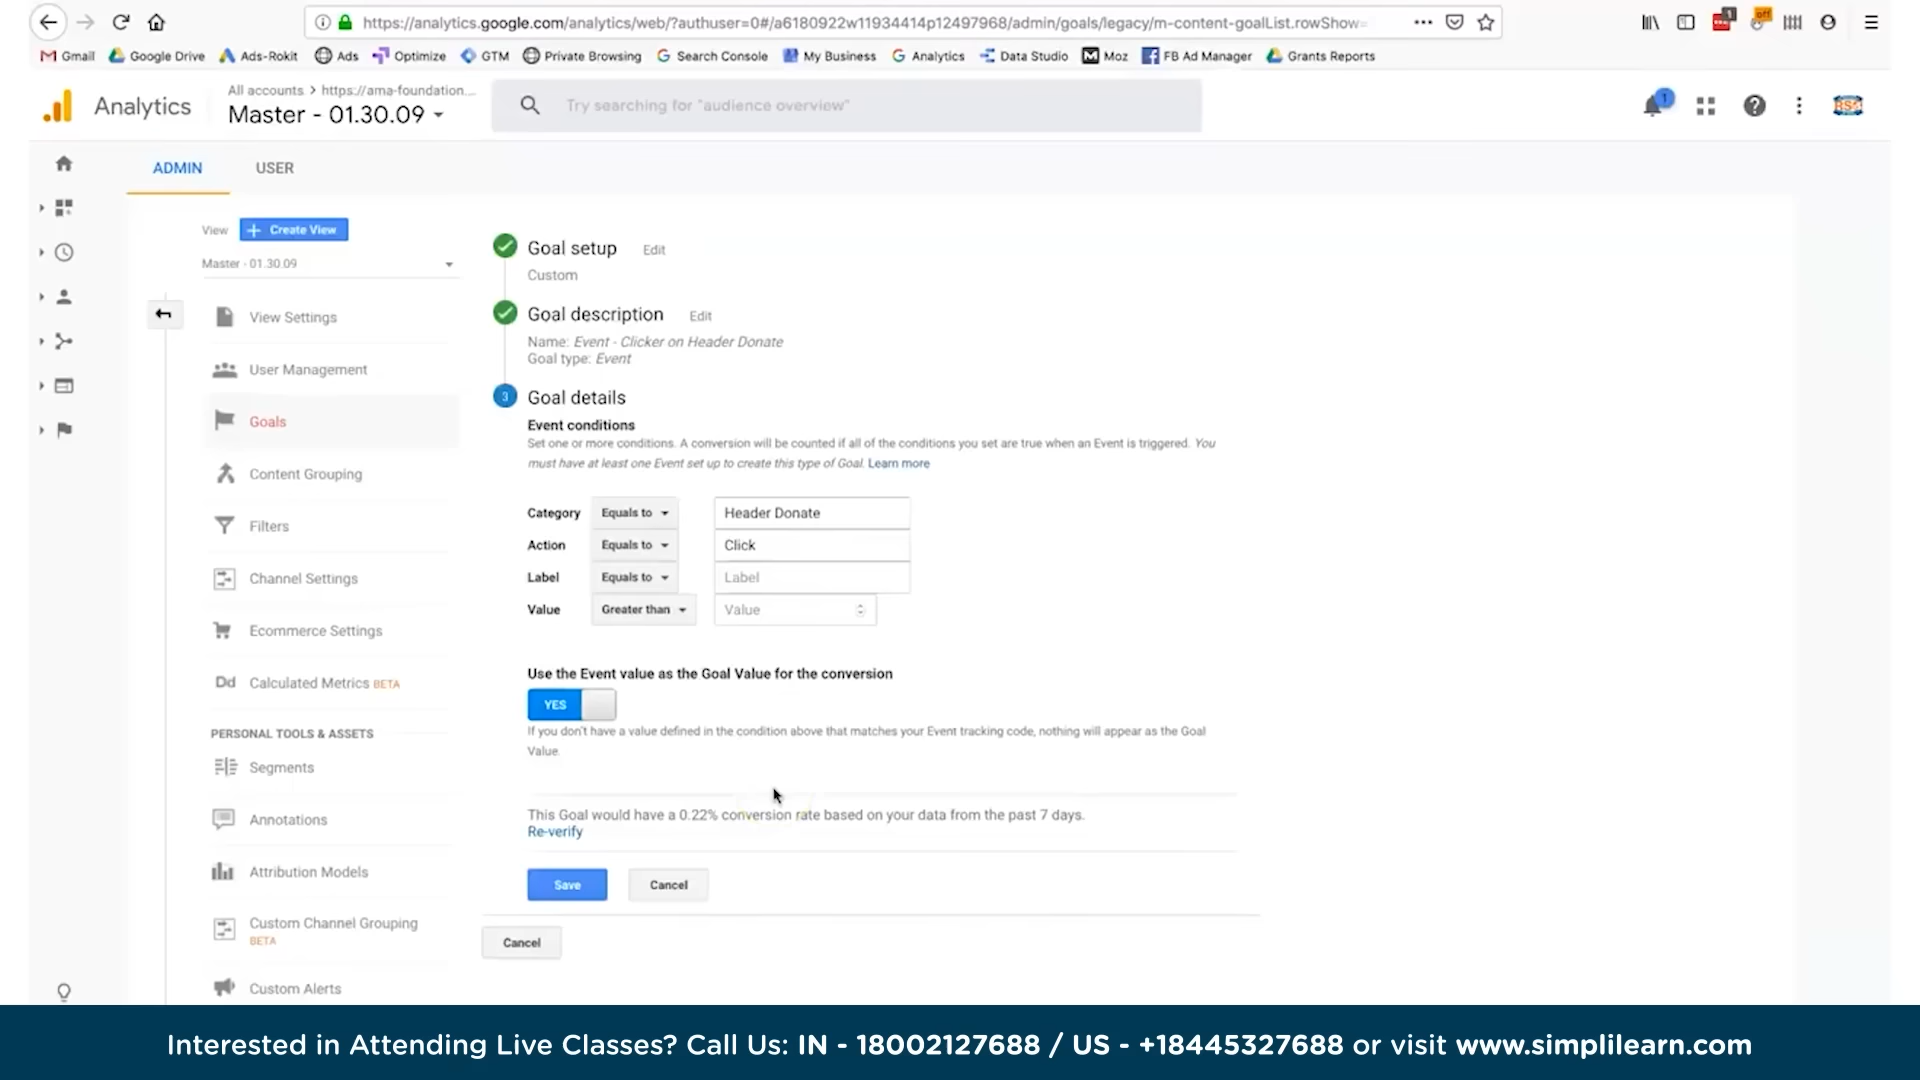 https://analytics.google.com/analytics/web/?authuser=0#/a6180922w11934414p12497968/admin/goals/legacy/m-content-goalList.rowShow=
1
off
Gmail Google Drive Ads-Rokit Ads Optimize GTM Private Browsing Search Console My Business Analytics Data Studio Moz FB Ad Manager Grants Reports
Analytics
All accounts > https://ama-foundation...
Master - 01.30.09
Try searching for "audience overview"
1
ADMIN USER
View + Create View
Master - 01.30.09
View Settings
User Management
Goals
Content Grouping
Filters
Channel Settings
Ecommerce Settings
Dd Calculated Metrics BETA
PERSONAL TOOLS & ASSETS
Segments
Annotations
Attribution Models
Custom Channel Grouping
BETA
Custom Alerts
Goal setup Edit
Custom
Goal description Edit
Name: Event - Clicker on Header Donate
Goal type: Event
3 Goal details
Event conditions
Set one or more conditions. A conversion will be counted if all of the conditions you set are true when an Event is triggered. You
must have at least one Event set up to create this type of Goal. Learn more
Category Equals to Header Donate
Action Equals to Click
Label Equals to Label
Value Greater than Value
Use the Event value as the Goal Value for the conversion
YES
If you don't have a value defined in the condition above that matches your Event tracking code, nothing will appear as the Goal
Value.
This Goal would have a 0.22% conversion rate based on your data from the past 7 days.
Re-verify
Save Cancel
Cancel
Interested in Attending Live Classes? Call Us: IN - 18002127688 / US - +18445327688 or visit www.simplilearn.com